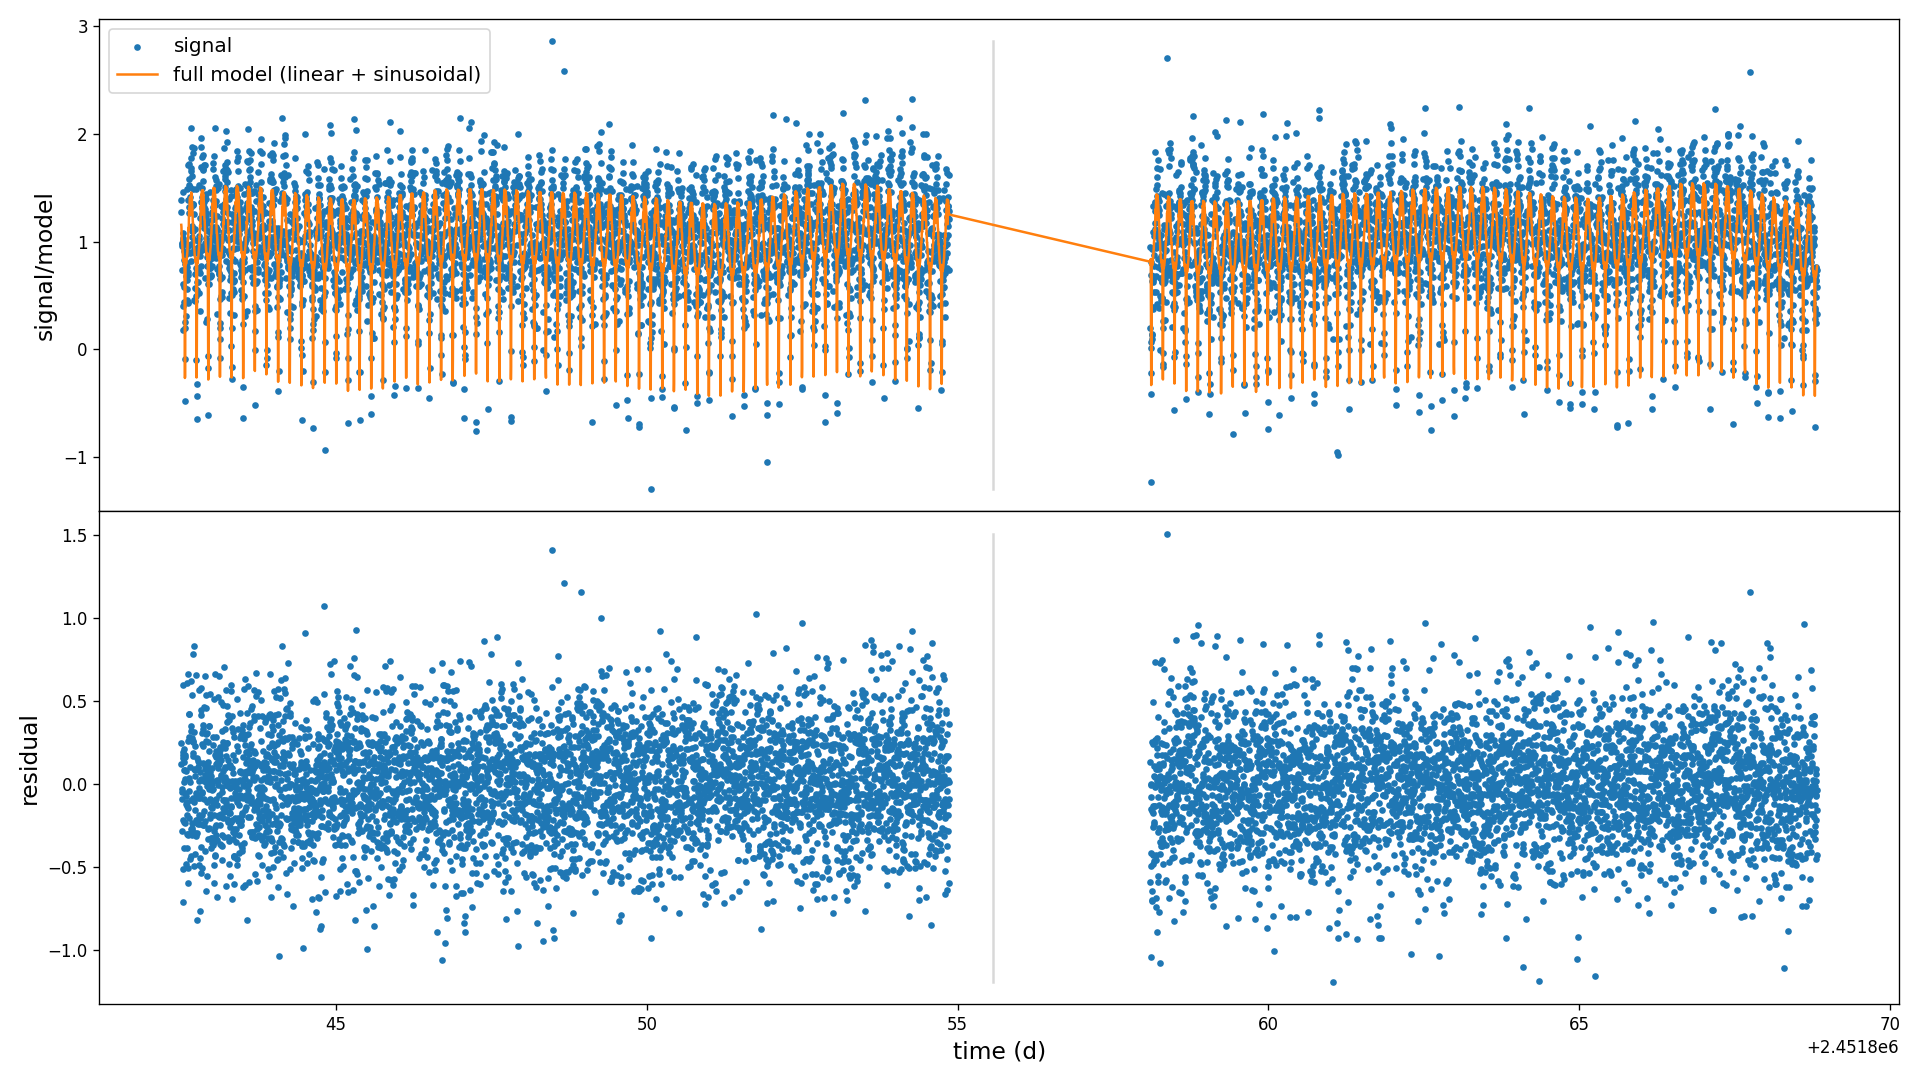 signal
full model (linear + sinusoidal)
signal/model
3
2
1
0
−1
residual
1.5
1.0
0.5
0.0
−0.5
−1.0
45 50 55 60 65 70
time (d)
+2.4518e6